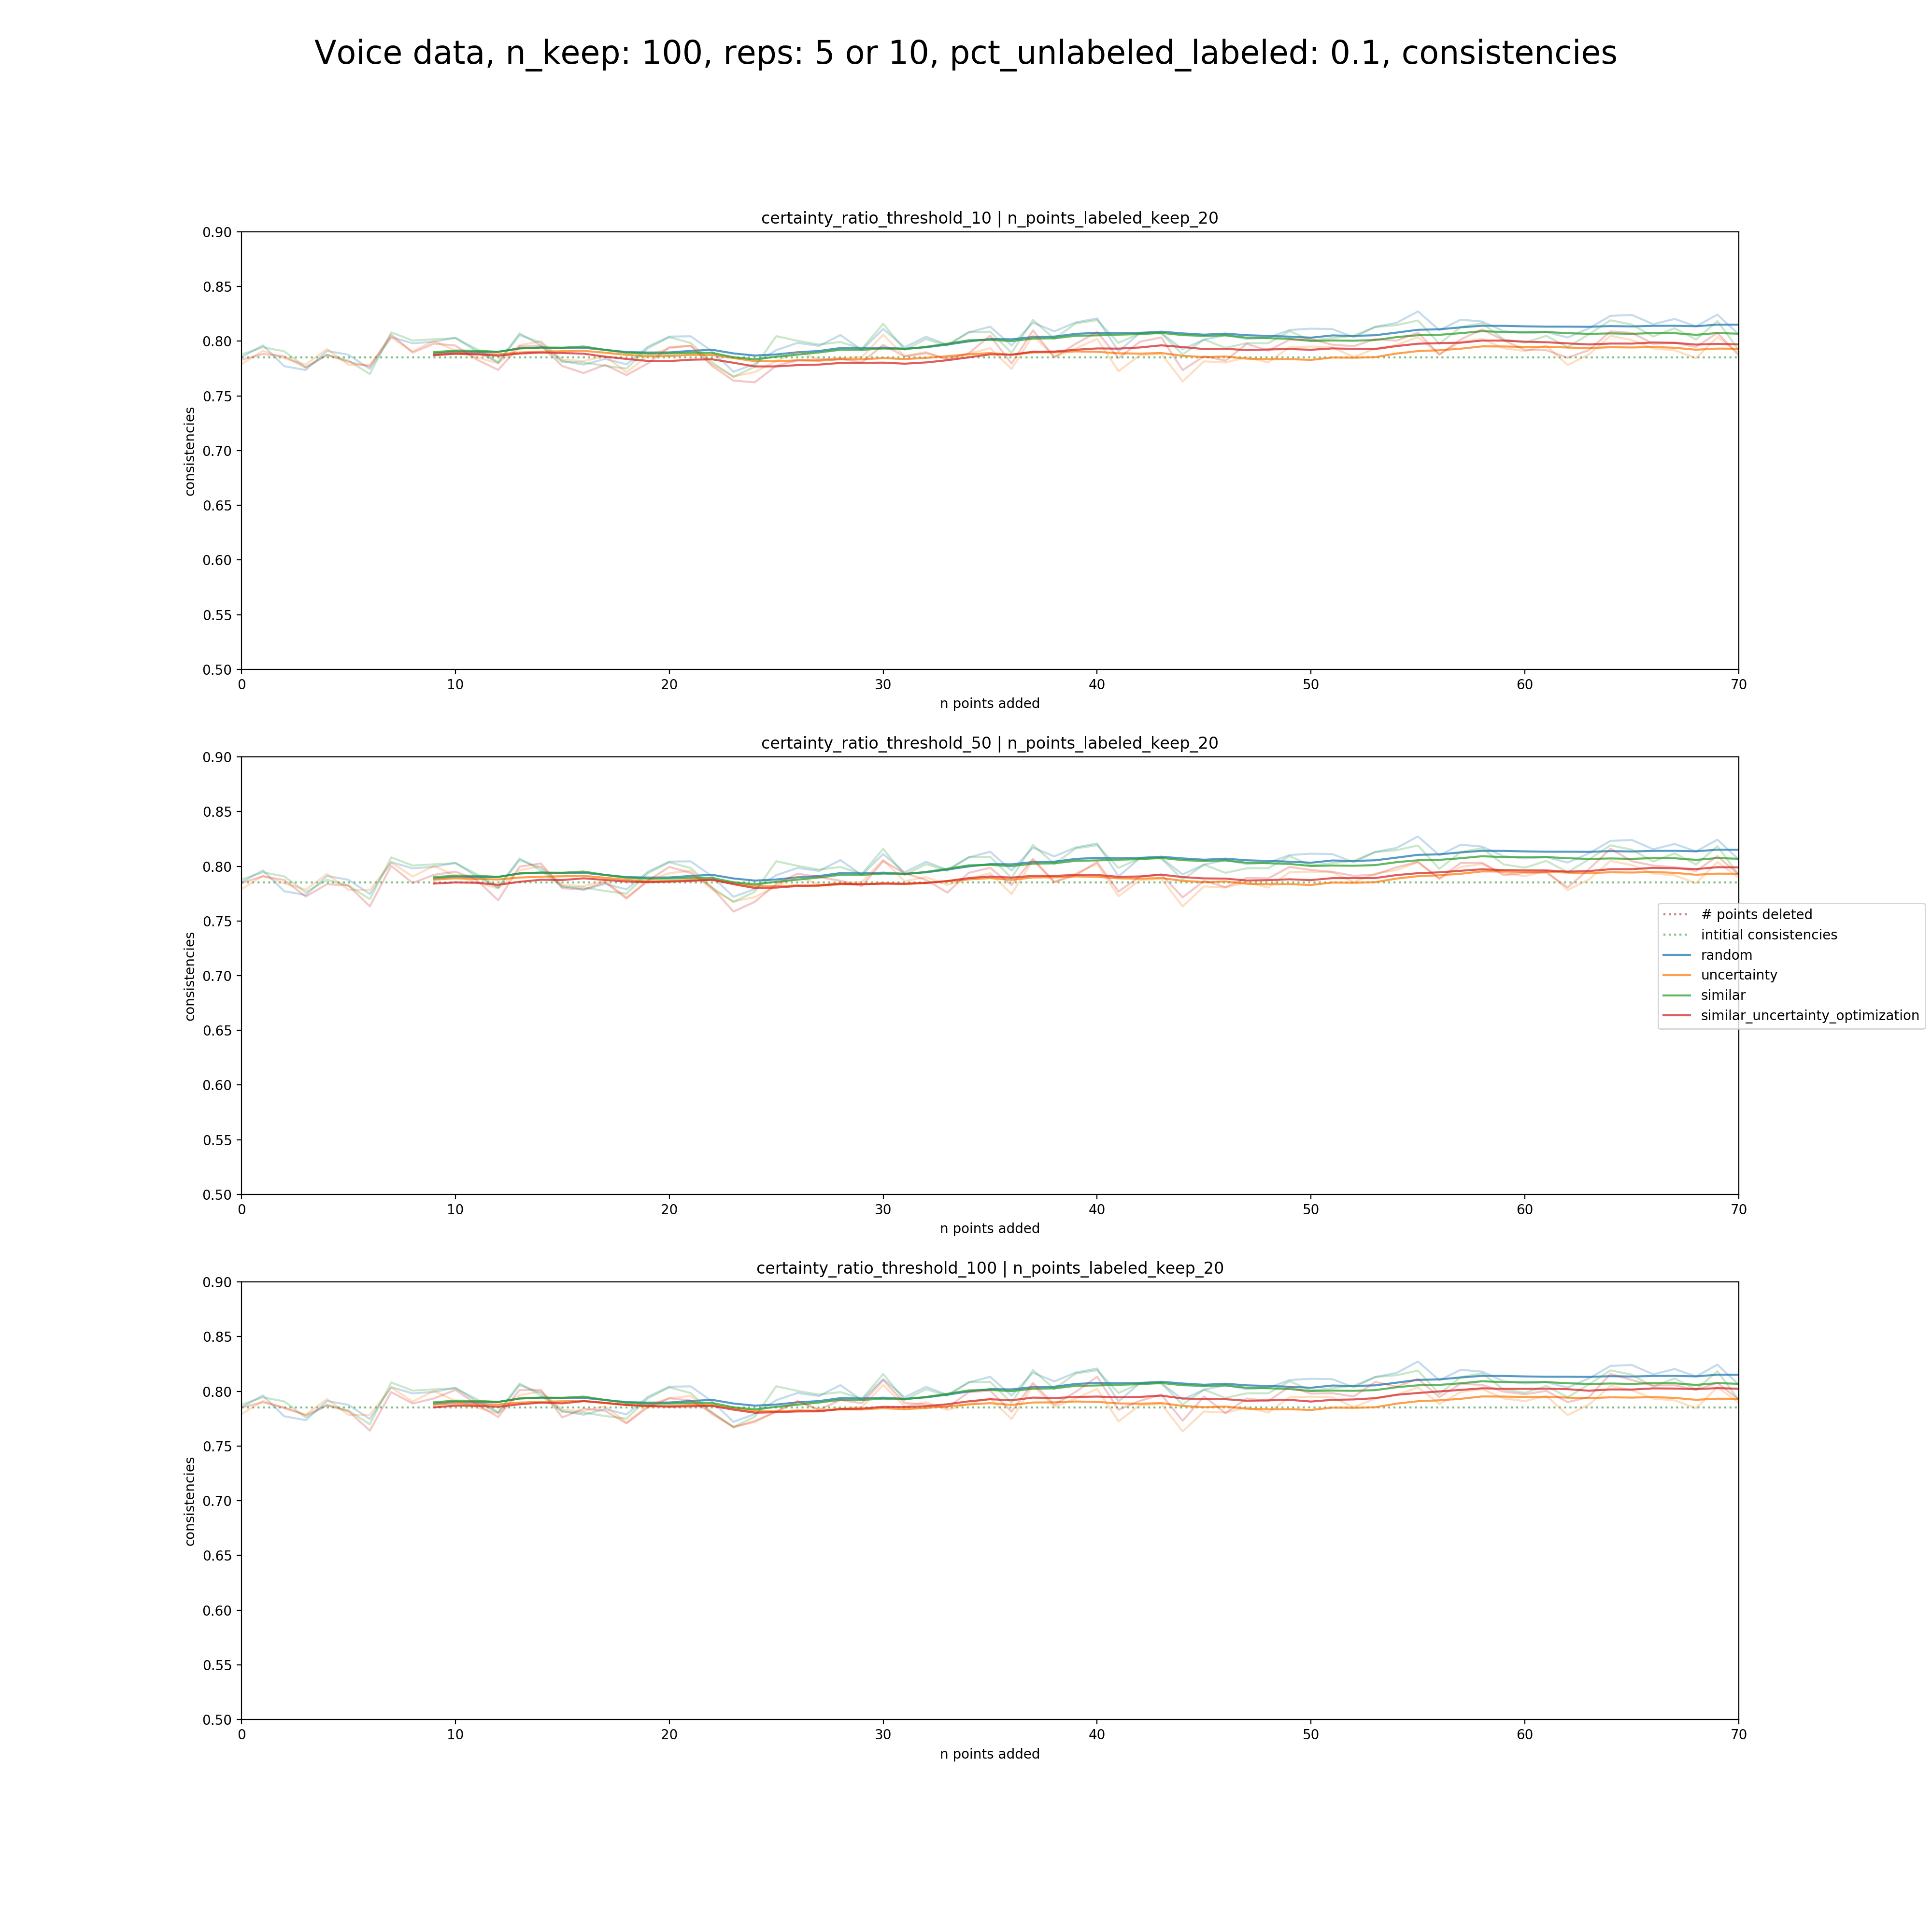 Voice data, n_keep: 100, reps: 5 or 10, pct_unlabeled_labeled: 0.1, consistencies
certainty_ratio_threshold_10 | n_points_labeled_keep_20
0.90
0.85
0.80
0.75
0.70
0.65
0.60
0.55
0.50
consistencies
0 10 20 30 40 50 60 70
n points added
certainty_ratio_threshold_50 | n_points_labeled_keep_20
0.90
0.85
0.80
0.75
0.70
0.65
0.60
0.55
0.50
consistencies
0 10 20 30 40 50 60 70
n points added
# points deleted
intitial consistencies
random
uncertainty
similar
similar_uncertainty_optimization
certainty_ratio_threshold_100 | n_points_labeled_keep_20
0.90
0.85
0.80
0.75
0.70
0.65
0.60
0.55
0.50
consistencies
0 10 20 30 40 50 60 70
n points added